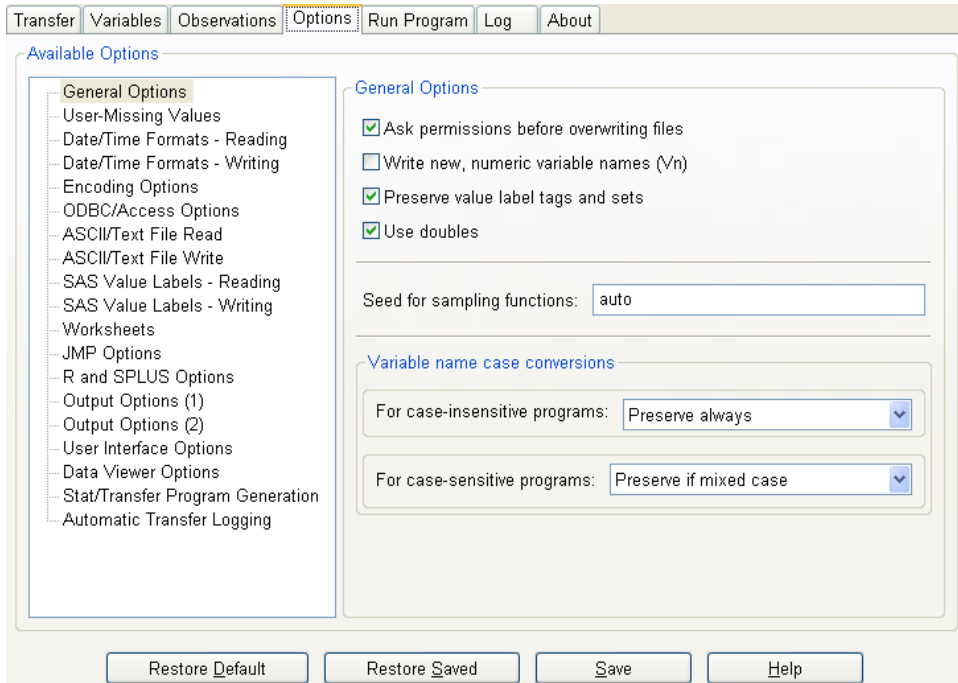 Transfer Variables Observations Options Run Program Log About
Available Options
General Options
User-Missing Values
Date/Time Formats - Reading
Date/Time Formats - Writing
Encoding Options
ODBC/Access Options
ASCII/Text File Read
ASCII/Text File Write
SAS Value Labels - Reading
SAS Value Labels - Writing
Worksheets
JMP Options
R and SPLUS Options
Output Options (1)
Output Options (2)
User Interface Options
Data Viewer Options
Stat/Transfer Program Generation
Automatic Transfer Logging
General Options
Ask permissions before overwriting files
Write new, numeric variable names (Vn)
Preserve value label tags and sets
Use doubles
Seed for sampling functions: auto
Variable name case conversions
For case-insensitive programs: Preserve always
For case-sensitive programs: Preserve if mixed case
Restore Default Restore Saved Save Help